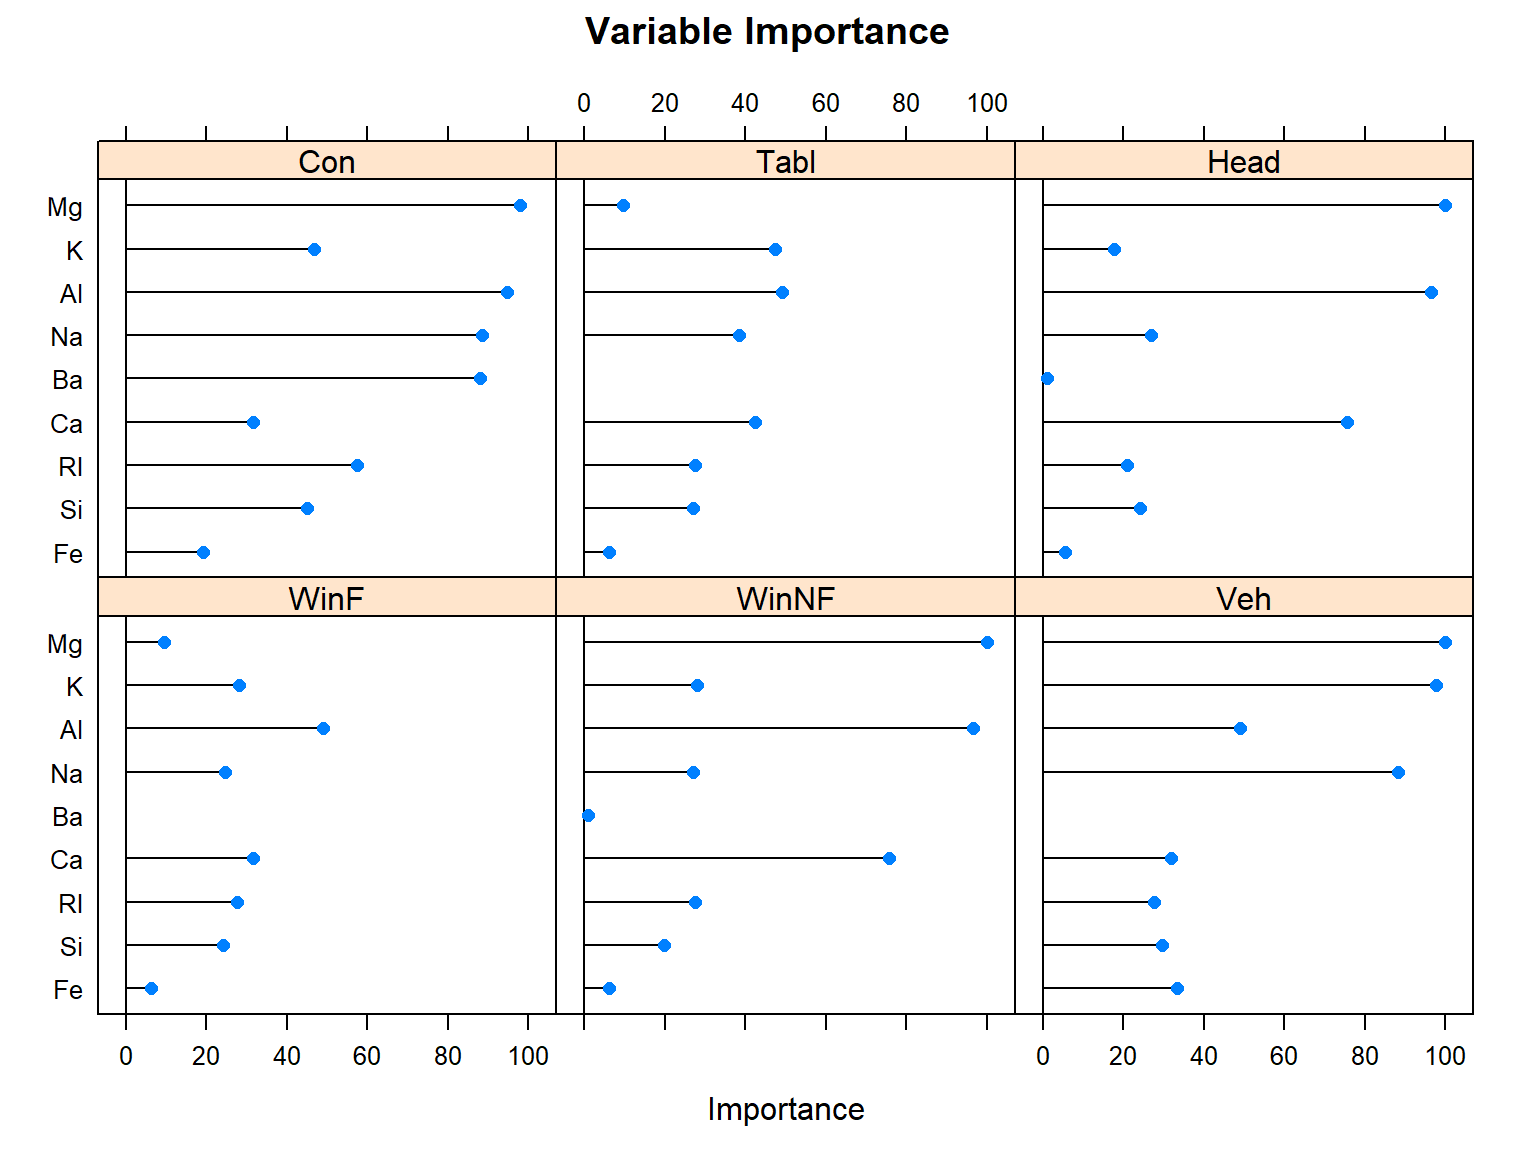 Variable Importance
0 20 40 60 80 100
Con Tabl Head
Mg
K
Al
Na
Ba
Ca
RI
Si
Fe
WinF WinNF Veh
Mg
K
Al
Na
Ba
Ca
RI
Si
Fe
0 20 40 60 80 100 0 20 40 60 80 100
Importance